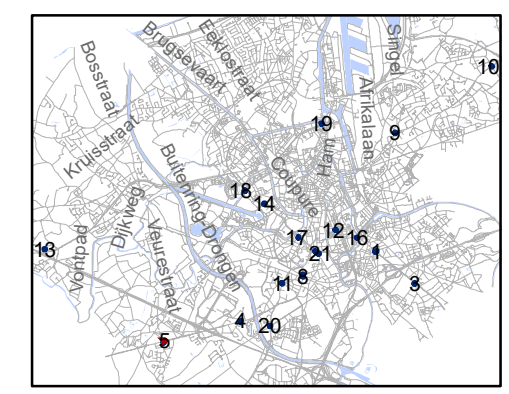 Bosstraat
Brugsevaart
Eeklostraat
Singel
Afrikalaan
10
19
9
Kruisstraat
Ham
Coupure
Buitenring-Drongen
18
14
Dijkweg
13
Vontpad
Veurestraat
17
12
16
1
21
8
11
3
4
20
5